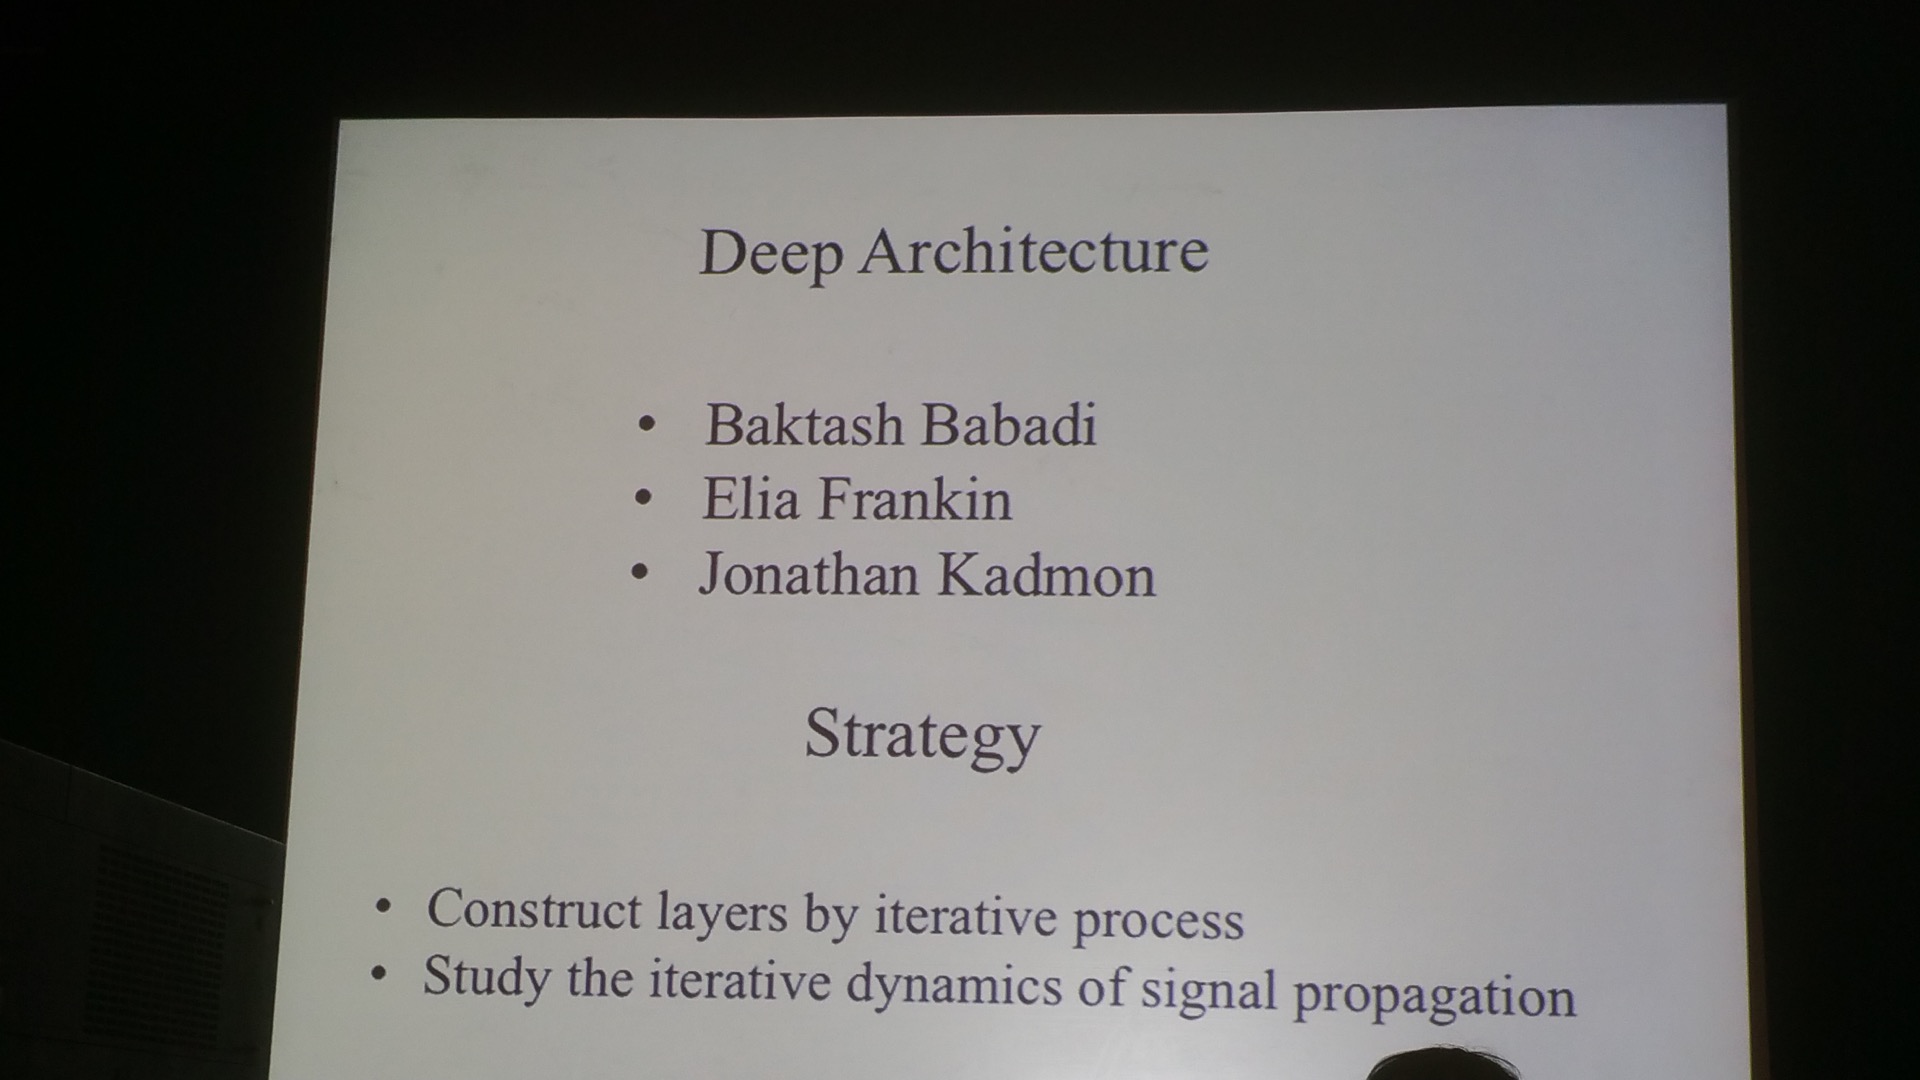 Deep Architecture
• Baktash Babadi
• Elia Frankin
• Jonathan Kadmon
Strategy
• Construct layers by iterative process
• Study the iterative dynamics of signal propagation